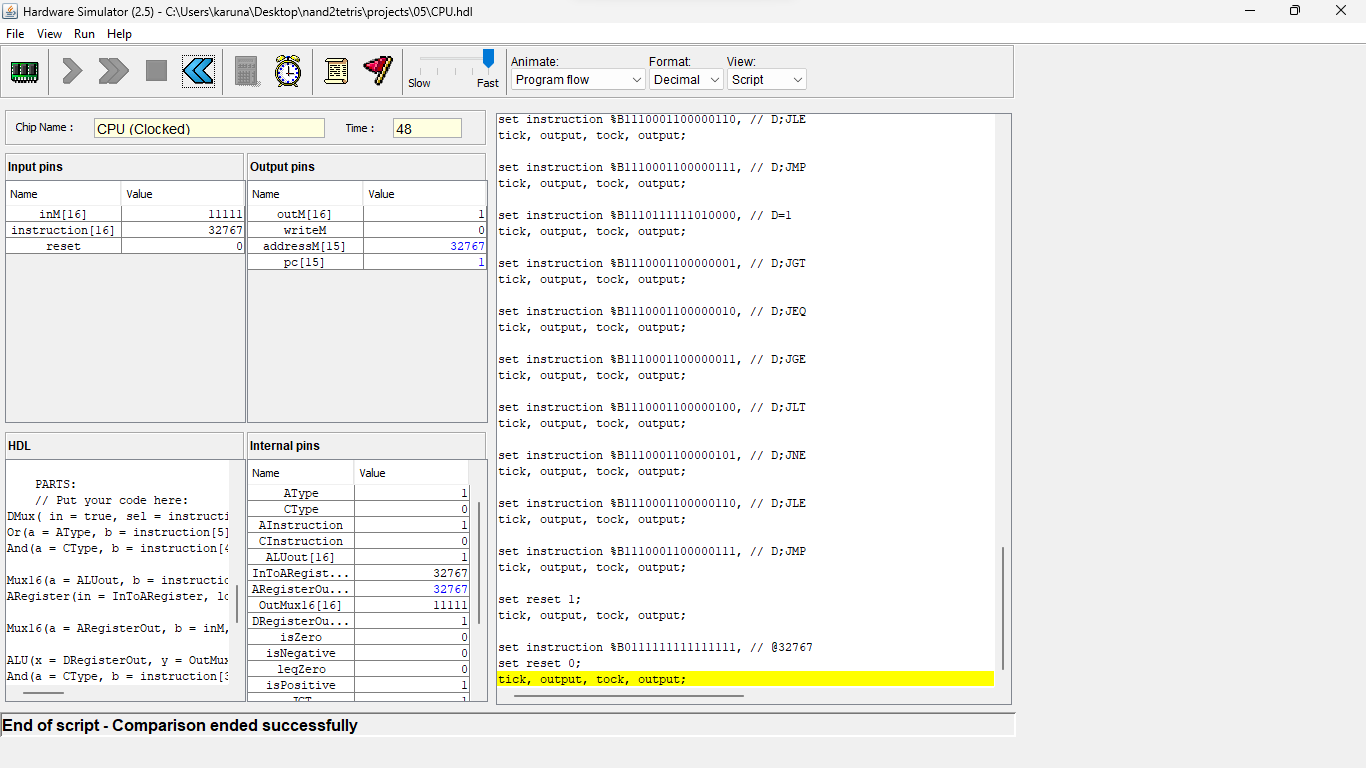 Hardware Simulator (2.5) - C:\Users\karuna\Desktop\nand2tetris\projects\05\CPU.hdl
File View Run Help
Slow Fast
Animate: Format: View:
Program flow Decimal Script
Chip Name : CPU (Clocked) Time : 48
Input pins
Name Value
inM[16] 11111
instruction[16] 32767
reset 0
Output pins
Name Value
outM[16] 1
writeM 0
addressM[15] 32767
pc[15] 1
HDL
PARTS:
// Put your code here:
DMux( in = true, sel = instructi
Or(a = AType, b = instruction[5]
And(a = CType, b = instruction[4
Mux16(a = ALUout, b = instructio
ARegister(in = InToARegister, lo
Mux16(a = ARegisterOut, b = inM,
ALU(x = DRegisterOut, y = OutMux
And(a = CType, b = instruction[3
Internal pins
Name Value
AType 1
CType 0
AInstruction 1
CInstruction 0
ALUout[16] 1
InToARegist... 32767
ARegisterOu... 32767
OutMux16[16] 11111
DRegisterOu... 1
isZero 0
isNegative 0
leqZero 0
isPositive 1
JGT 1
set instruction %B1110001100000110, // D;JLE
tick, output, tock, output;
set instruction %B1110001100000111, // D;JMP
tick, output, tock, output;
set instruction %B1110111111010000, // D=1
tick, output, tock, output;
set instruction %B1110001100000001, // D;JGT
tick, output, tock, output;
set instruction %B1110001100000010, // D;JEQ
tick, output, tock, output;
set instruction %B1110001100000011, // D;JGE
tick, output, tock, output;
set instruction %B1110001100000100, // D;JLT
tick, output, tock, output;
set instruction %B1110001100000101, // D;JNE
tick, output, tock, output;
set instruction %B1110001100000110, // D;JLE
tick, output, tock, output;
set instruction %B1110001100000111, // D;JMP
tick, output, tock, output;
set reset 1;
tick, output, tock, output;
set instruction %B0111111111111111, // @32767
set reset 0;
tick, output, tock, output;
End of script - Comparison ended successfully